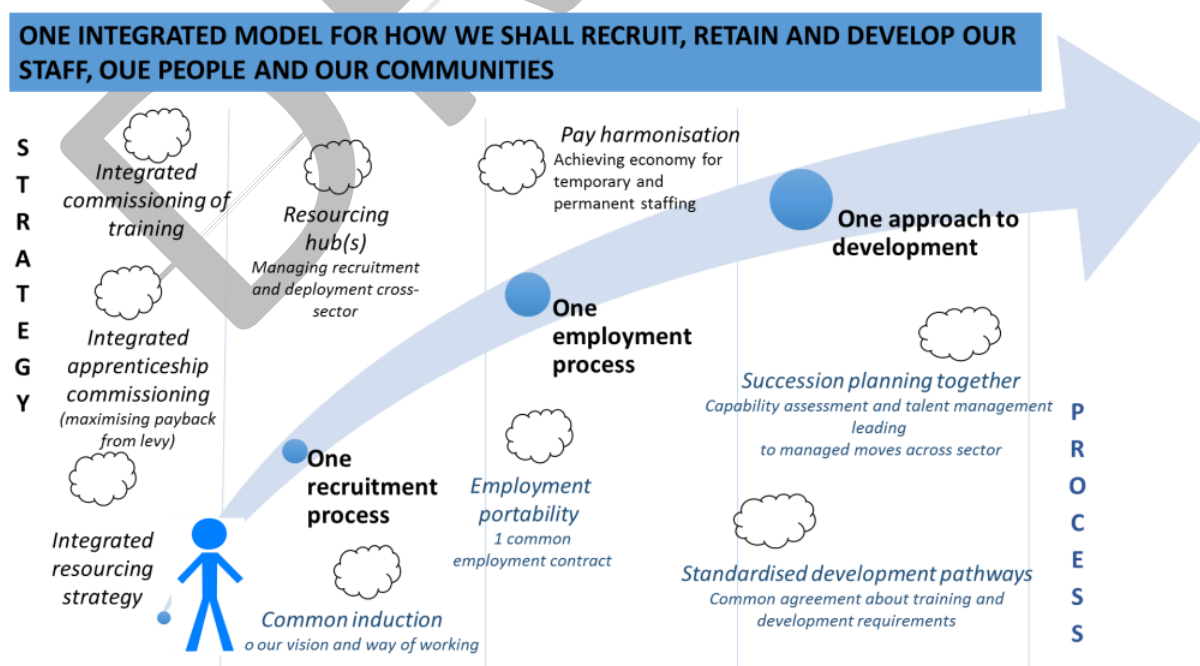 ONE INTEGRATED MODEL FOR HOW WE SHALL RECRUIT, RETAIN AND DEVELOP OUR
STAFF, OUE PEOPLE AND OUR COMMUNITIES
STRATEGY
Integrated
commissioning of
training
Integrated
apprenticeship
commissioning
(maximising payback
from levy)
Integrated
resourcing
strategy
Resourcing
hub(s)
Managing recruitment
and deployment cross-
sector
One
recruitment
process
Common induction
o our vision and way of working
Pay harmonisation
Achieving economy for
temporary and
permanent staffing
One
employment
process
Employment
portability
1 common
employment contract
One approach to
development
Succession planning together
Capability assessment and talent management
leading
to managed moves across sector
Standardised development pathways
Common agreement about training and
development requirements
PROCESS